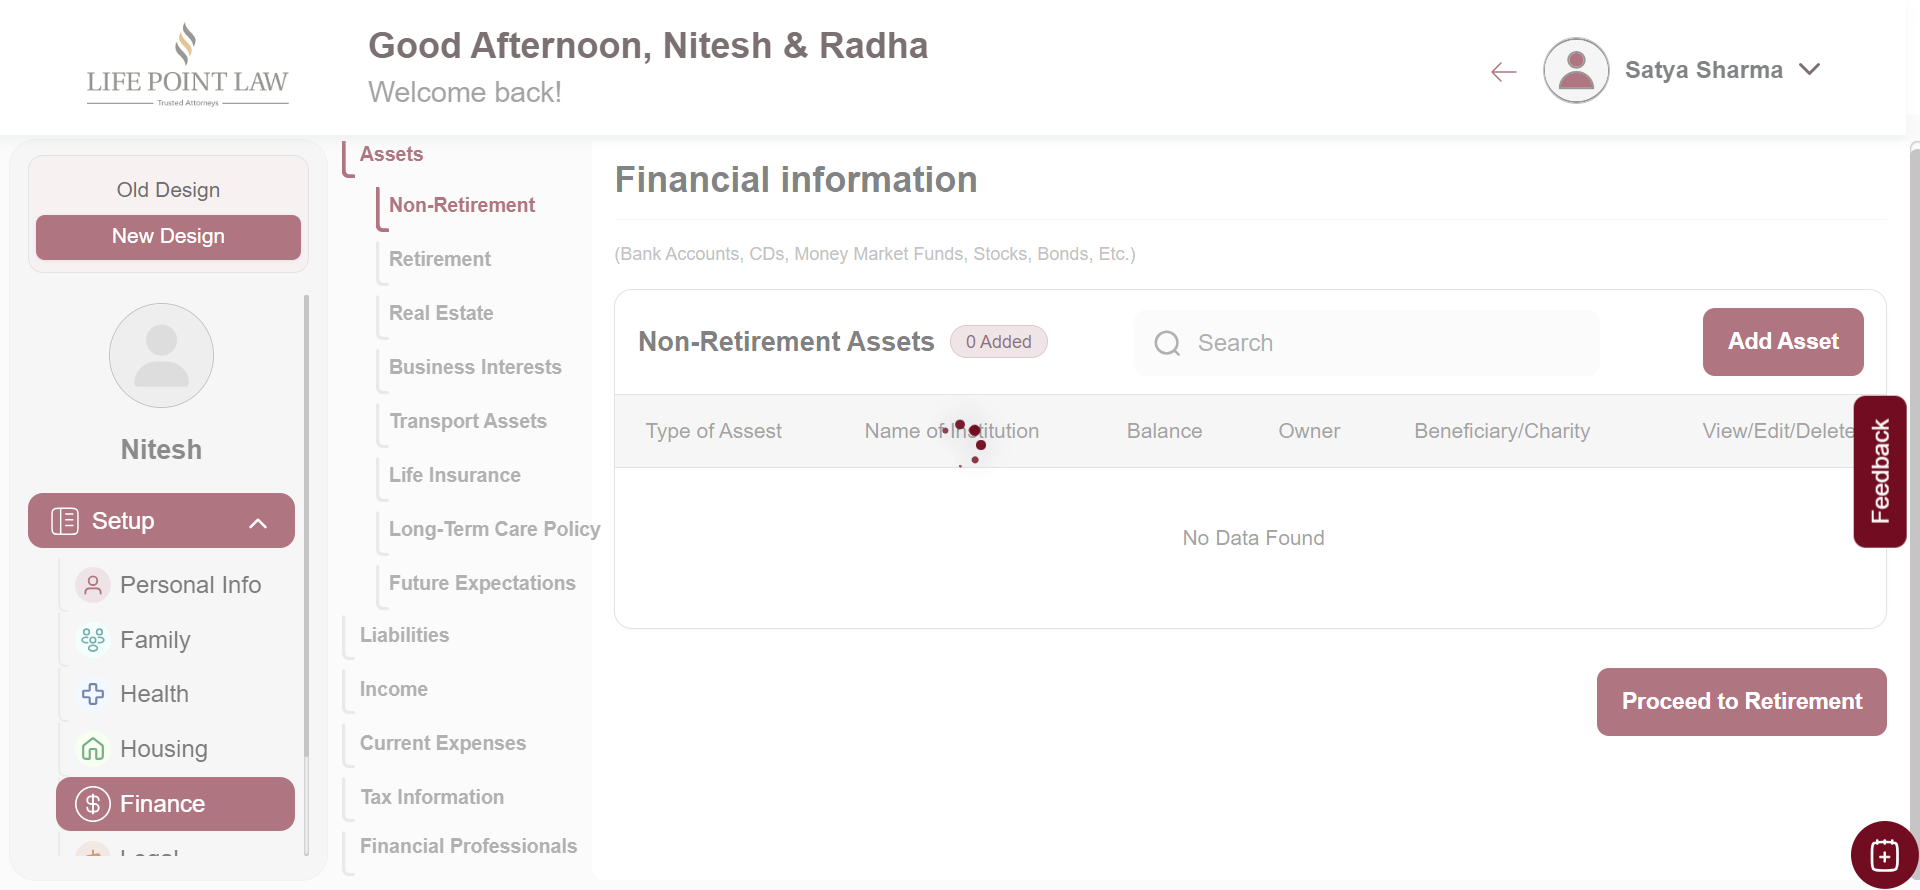 LIFE POINT LAW
Trusted Attorneys
Good Afternoon, Nitesh & Radha
Welcome back!
Satya Sharma
Old Design
New Design
Nitesh
Setup
Personal Info
Family
Health
Housing
Finance
Legal
Assets
Non-Retirement
Retirement
Real Estate
Business Interests
Transport Assets
Life Insurance
Long-Term Care Policy
Future Expectations
Liabilities
Income
Current Expenses
Tax Information
Financial Professionals
Financial information
(Bank Accounts, CDs, Money Market Funds, Stocks, Bonds, Etc.)
Non-Retirement Assets 0 Added Search Add Asset
Type of Assest Name of Institution Balance Owner Beneficiary/Charity View/Edit/Delete
No Data Found
Proceed to Retirement
Feedback